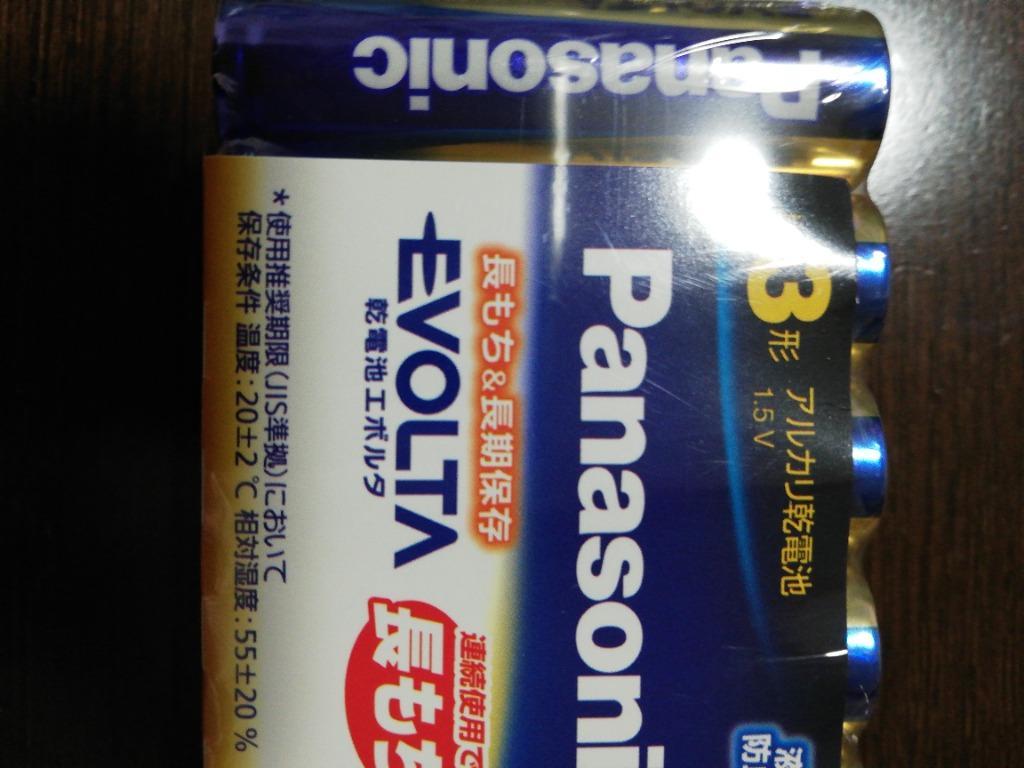 Panasonic
3形 アルカリ乾電池
1.5V
Panasoni
長もち&長期保存
EVOLTA
乾電池エボルタ
連続使用で
長もち
*使用推奨期限(JIS準拠)において
保存条件 温度:20±2℃ 相対湿度:55±20%
防